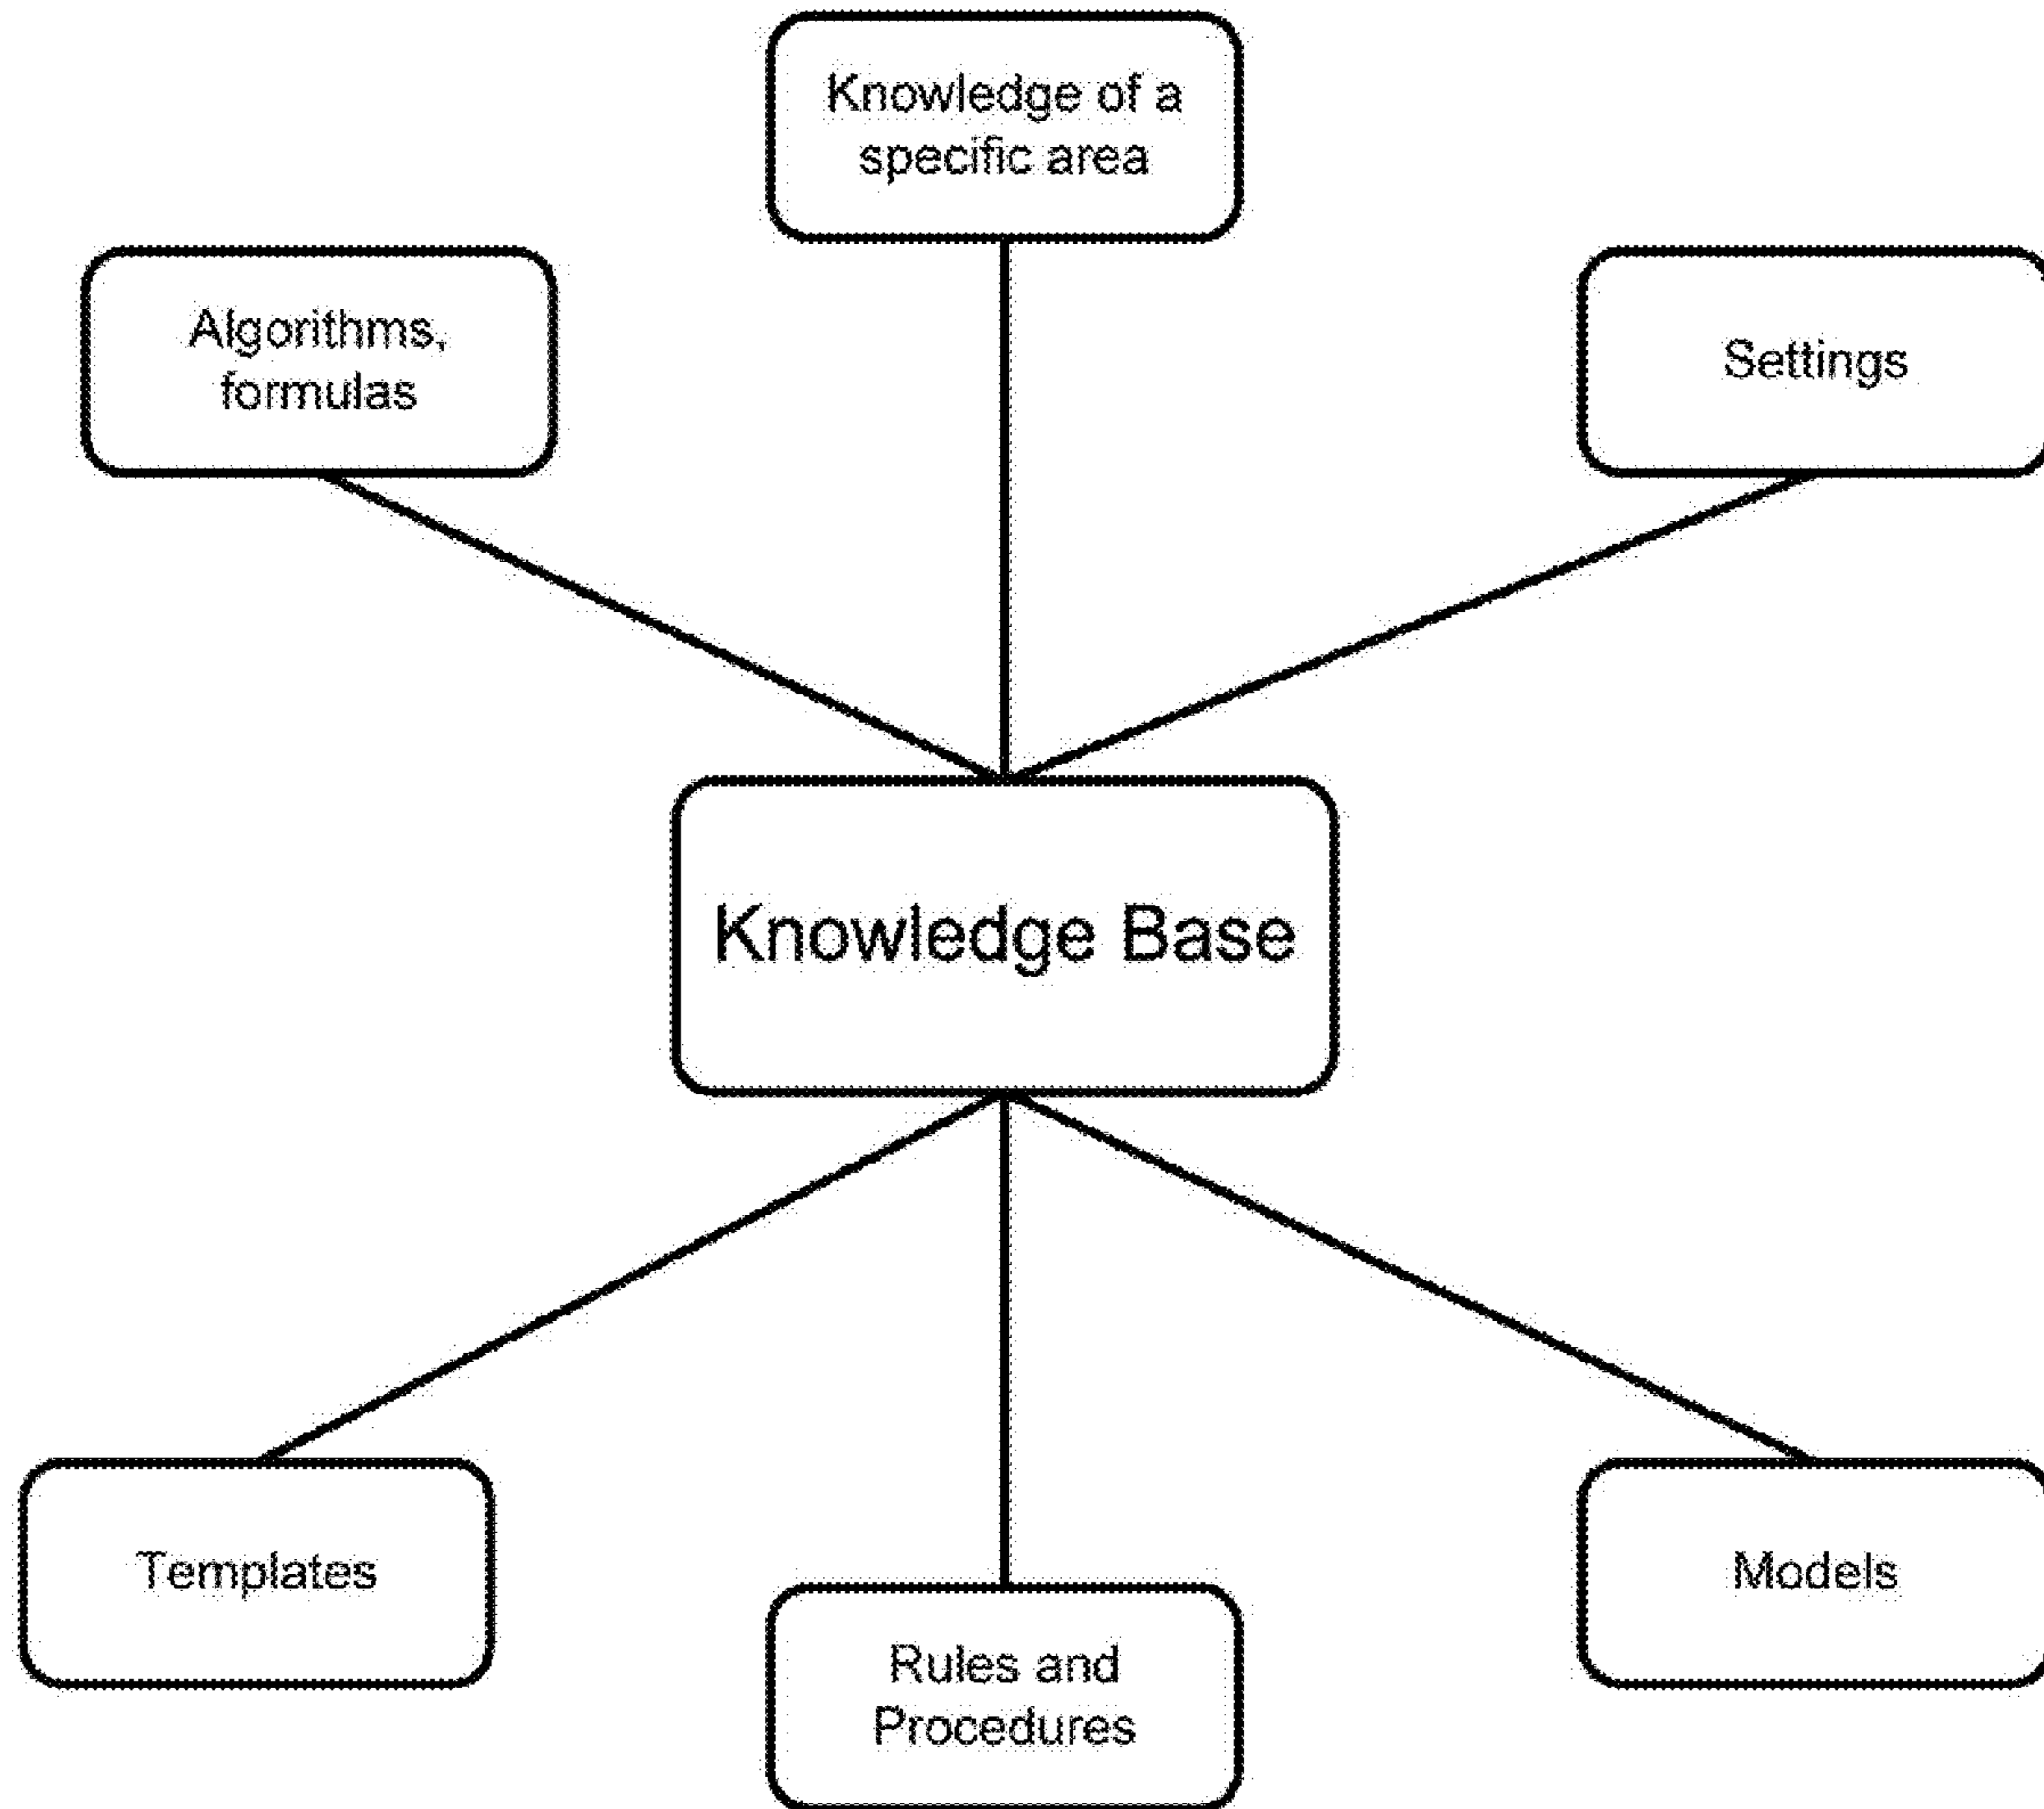 Knowledge of a
specific area
Algorithms,
formulas
Settings
Knowledge Base
Templates
Models
Rules and
Procedures